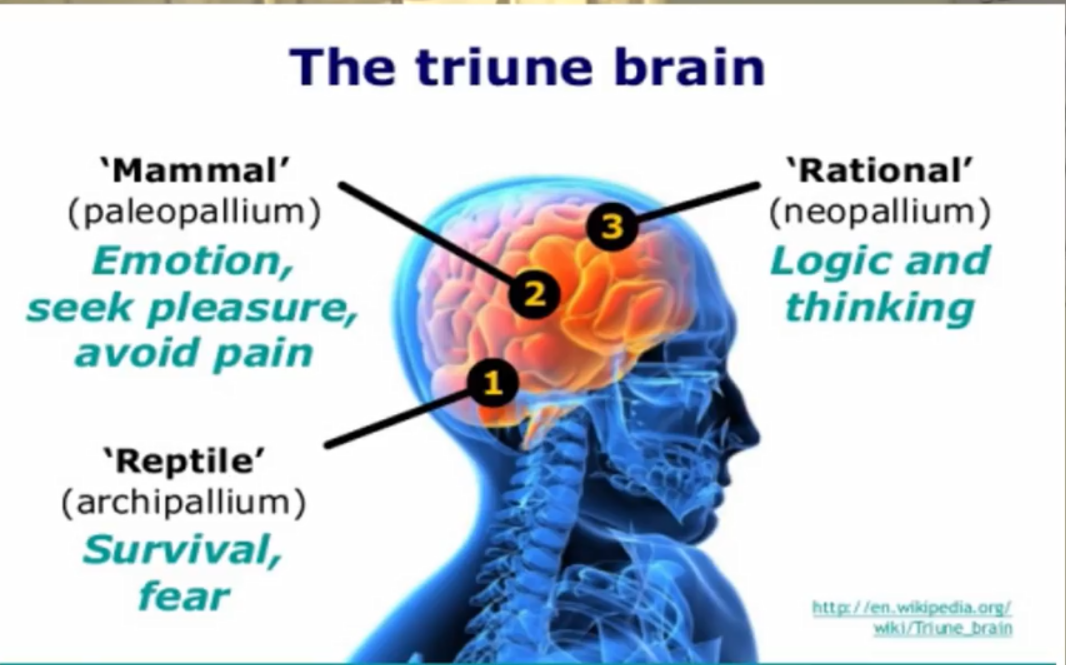 The triune brain
‘Mammal’
(paleopallium)
Emotion,
seek pleasure,
avoid pain
‘Rational’
(neopallium)
Logic and
thinking
3
2
1
‘Reptile’
(archipallium)
Survival,
fear
http://en.wikipedia.org/
wiki/Triune_brain